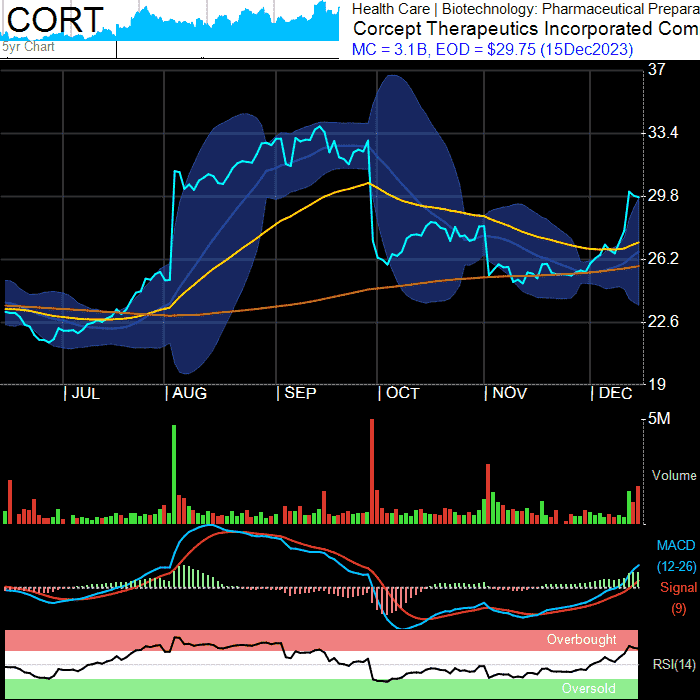 CORT
5yr Chart
Health Care | Biotechnology: Pharmaceutical Prepara
Corcept Therapeutics Incorporated Com
MC = 3.1B, EOD = $29.75 (15Dec2023)
37
33.4
29.8
26.2
22.6
19
| JUL | AUG | SEP | OCT | NOV | DEC
5M
Volume
MACD
(12-26)
Signal
(9)
Overbought
RSI(14)
Oversold